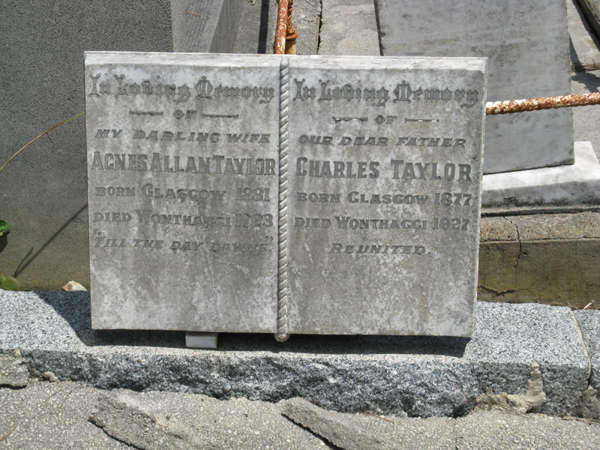 In Loving Memory
OF
MY DARLING WIFE
AGNES ALLAN TAYLOR
BORN GLASGOW 1881
DIED WONTHAGGI 1923
"TILL THE DAY DAWNS"
In Loving Memory
OF
OUR DEAR FATHER
CHARLES TAYLOR
BORN GLASGOW 1877
DIED WONTHAGGI 1927
REUNITED.